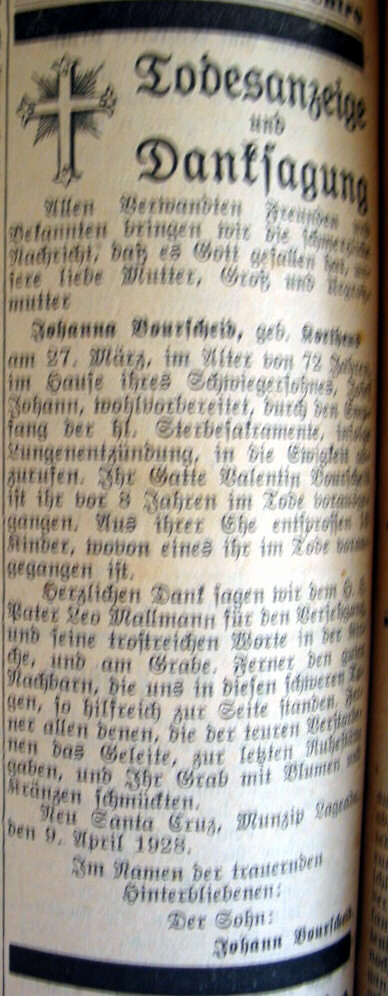 Todesanzeige
und
Danksagung
Allen Verwandten Freunden
Bekannten bringen wir die
Nachricht, daß es Gott gefallen hat,
sere liebe Mutter, Groß und
mutter
Johanna Bourscheid, geb.
am 27. März, im Alter von 72 Jahren,
im Hause ihres Schwiegersohnes,
Johann, wohlvorbereitet, durch den
fang der hl. Sterbesakramente,
Lungenentzündung, in die Ewigkeit
zurufen. Ihr Gatte Valentin
ist ihr vor 8 Jahren im Tode
gangen. Aus ihrer Ehe entsprossen
Kinder, wovon eines ihr im Tode
gegangen ist.
Herzlichen Dank sagen wir dem H. H.
Pater Leo Mallmann für den
und seine trostreichen Worte in der
che, und am Grabe. Ferner den guten
Nachbarn, die uns in diesen schweren
gen, so hilfreich zur Seite standen.
ner allen denen, die der teuren
nen das Geleite, zur letzten
gaben, und Ihr Grab mit Blumen
Kränzen schmückten.
Neu Santa Cruz, Munzip
den 9. April 1928.
Im Namen der trauernden
Hinterbliebenen:
Der Sohn:
Johann